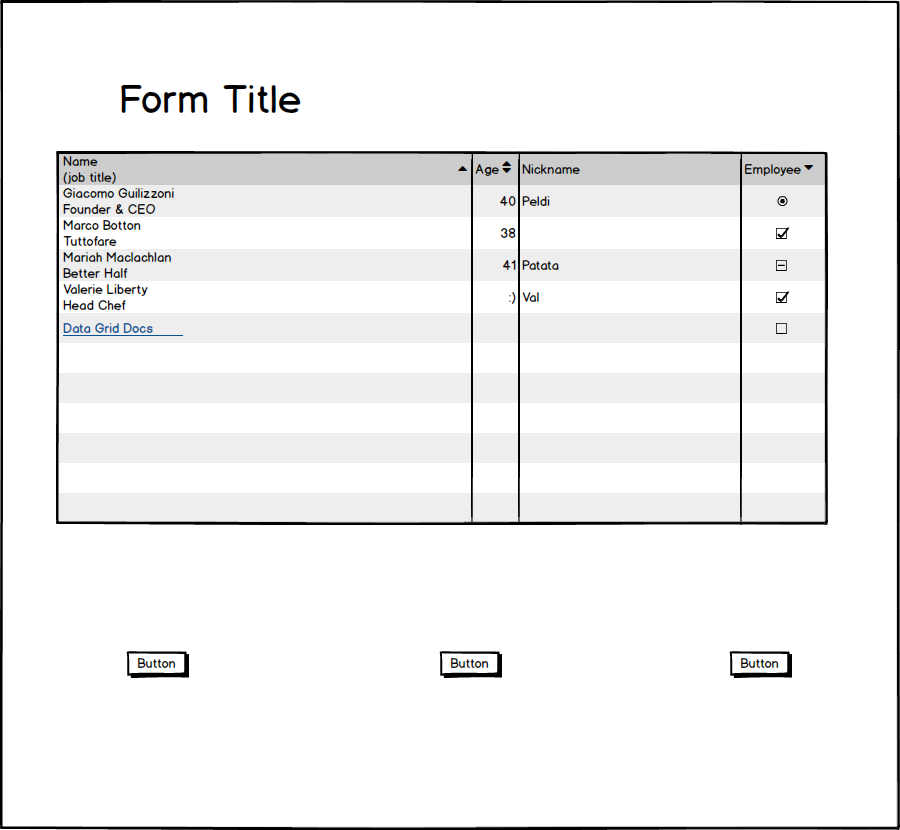 Form Title
Name
(job title)
Age
Nickname
Employee
Giacomo Guilizzoni
Founder & CEO
40
Peldi
Marco Botton
Tuttofare
38
Mariah Maclachlan
Better Half
41
Patata
Valerie Liberty
Head Chef
:)
Val
Data Grid Docs
Button
Button
Button